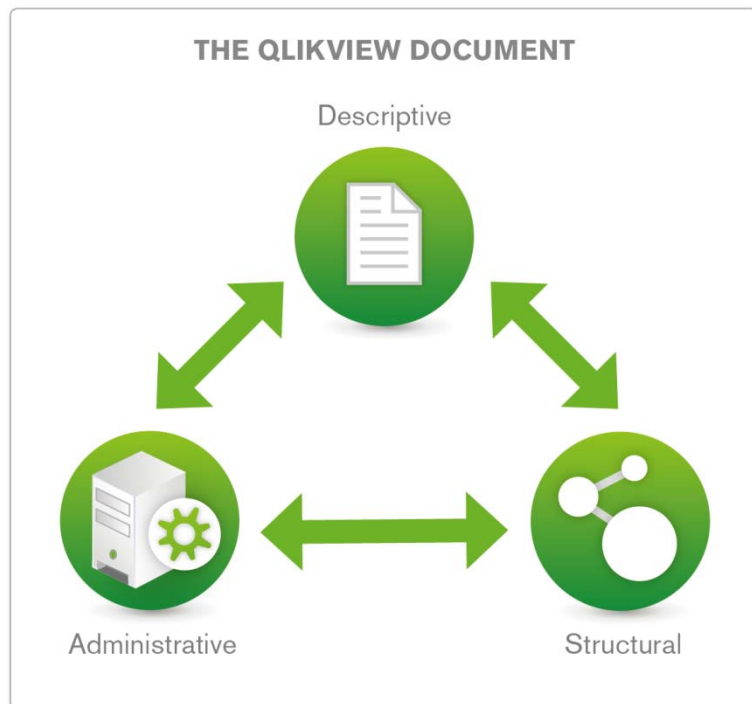 THE QLIKVIEW DOCUMENT
Descriptive
Administrative
Structural